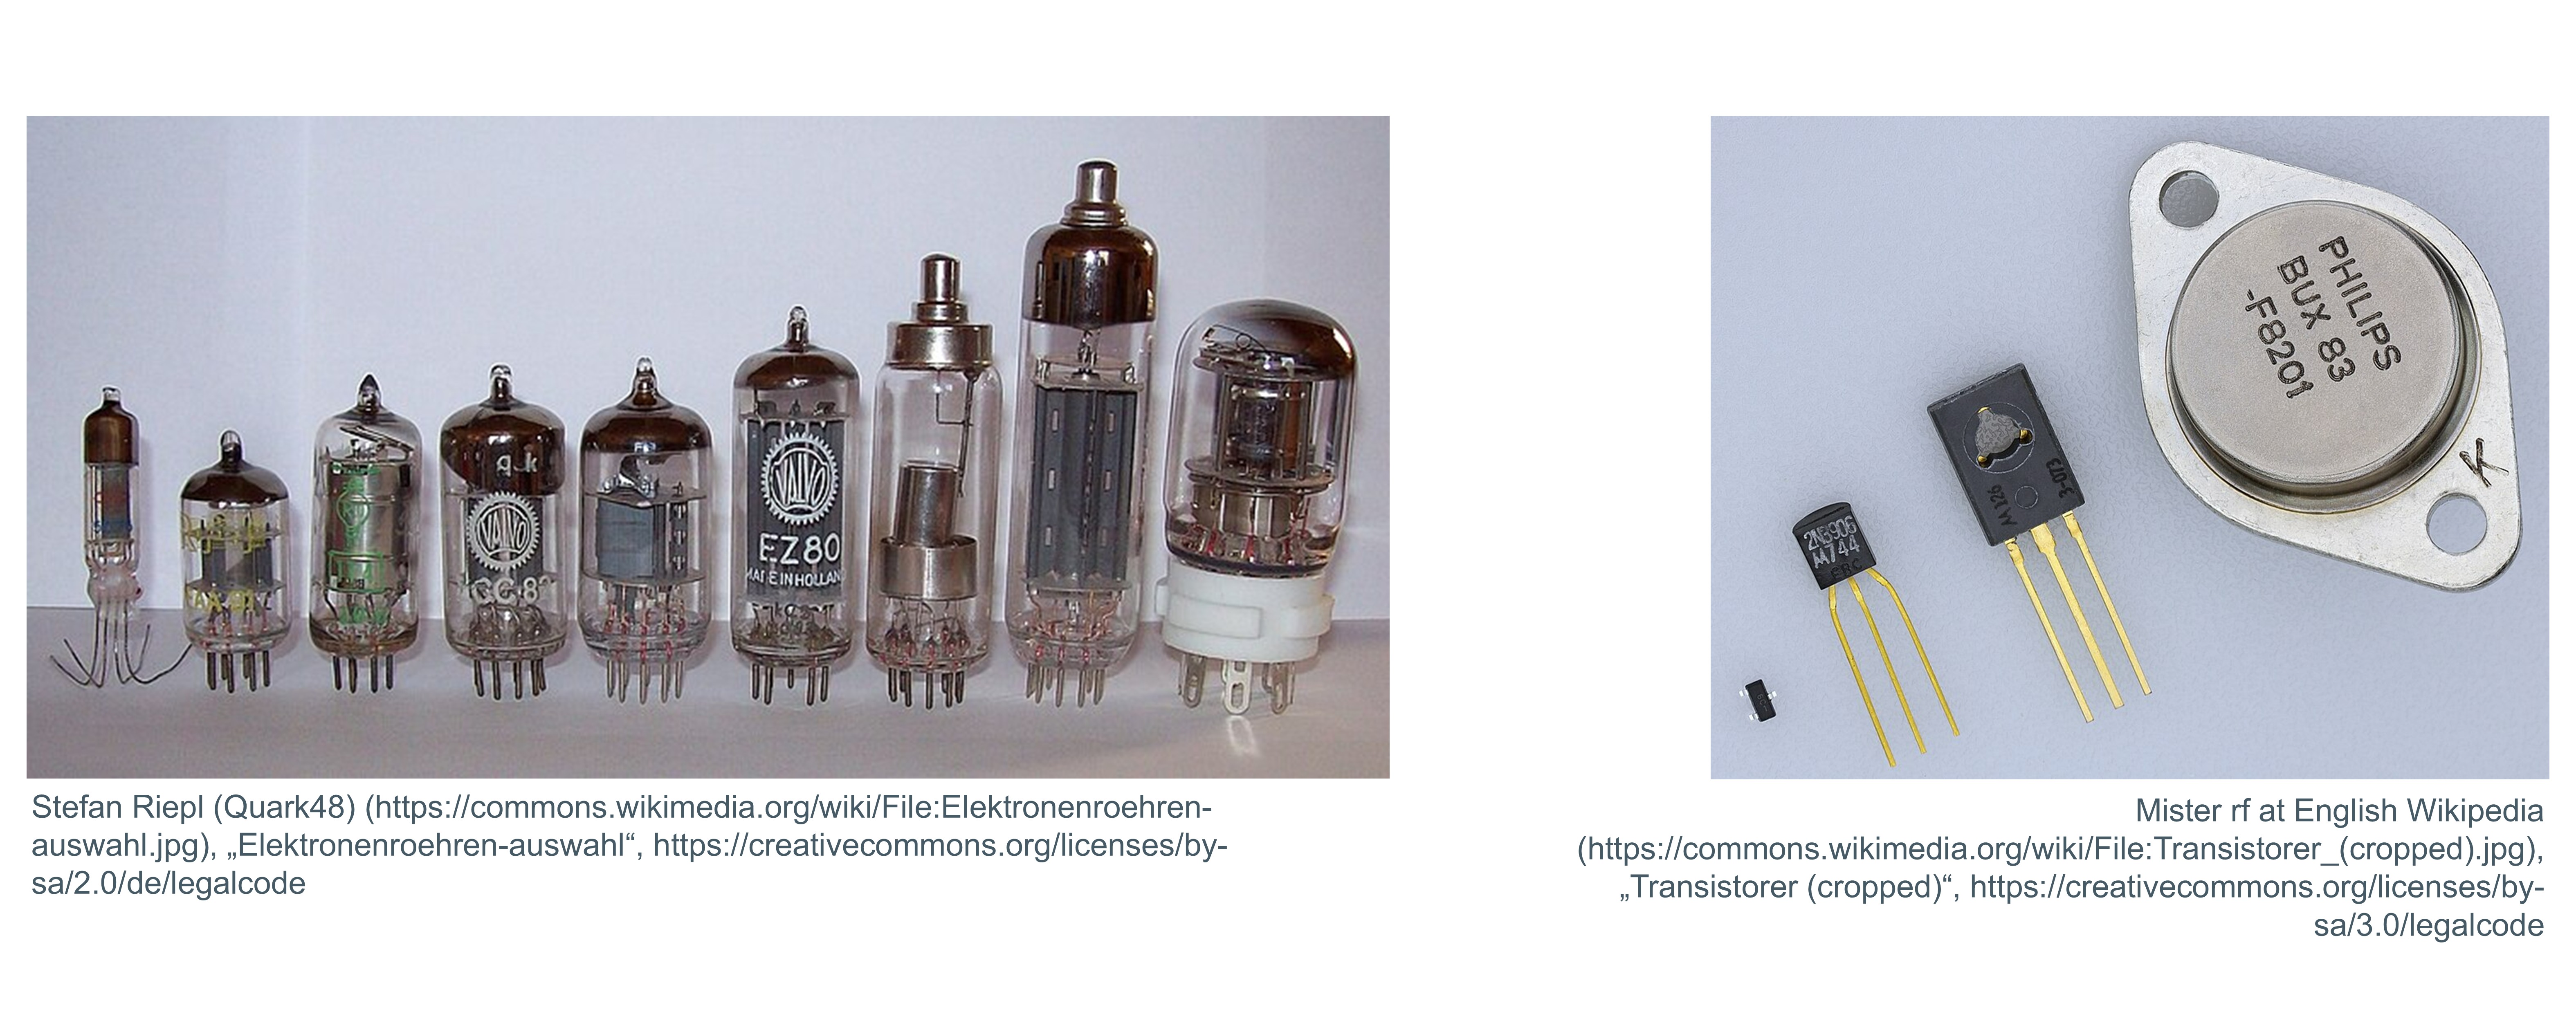 VALVO
VALVO
EZ80
MADE IN HOLLAND
PHILIPS
BUX 83
-F8201
2N3906
Stefan Riepl (Quark48) (https://commons.wikimedia.org/wiki/File:Elektronenroehren-
auswahl.jpg), „Elektronenroehren-auswahl“, https://creativecommons.org/licenses/by-
sa/2.0/de/legalcode
Mister rf at English Wikipedia
(https://commons.wikimedia.org/wiki/File:Transistorer_(cropped).jpg),
„Transistorer (cropped)“, https://creativecommons.org/licenses/by-
sa/3.0/legalcode